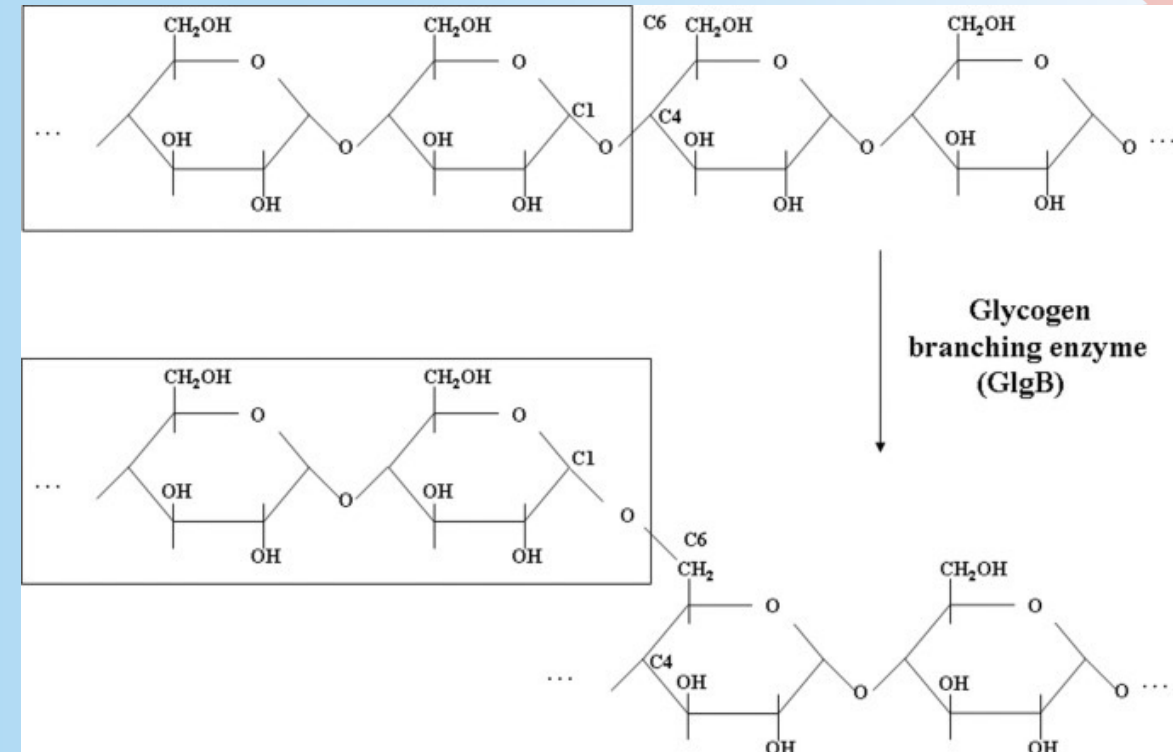 CH2OH CH2OH C6 CH2OH CH2OH
O O O O
C1
... OH O OH O C4 OH O OH O ...
OH OH OH OH
Glycogen
branching enzyme
(GlgB)
CH2OH CH2OH
O O
C1
... OH O OH
O
OH OH
C6
CH2 CH2OH
O O
C4
... OH O OH O ...
OH OH